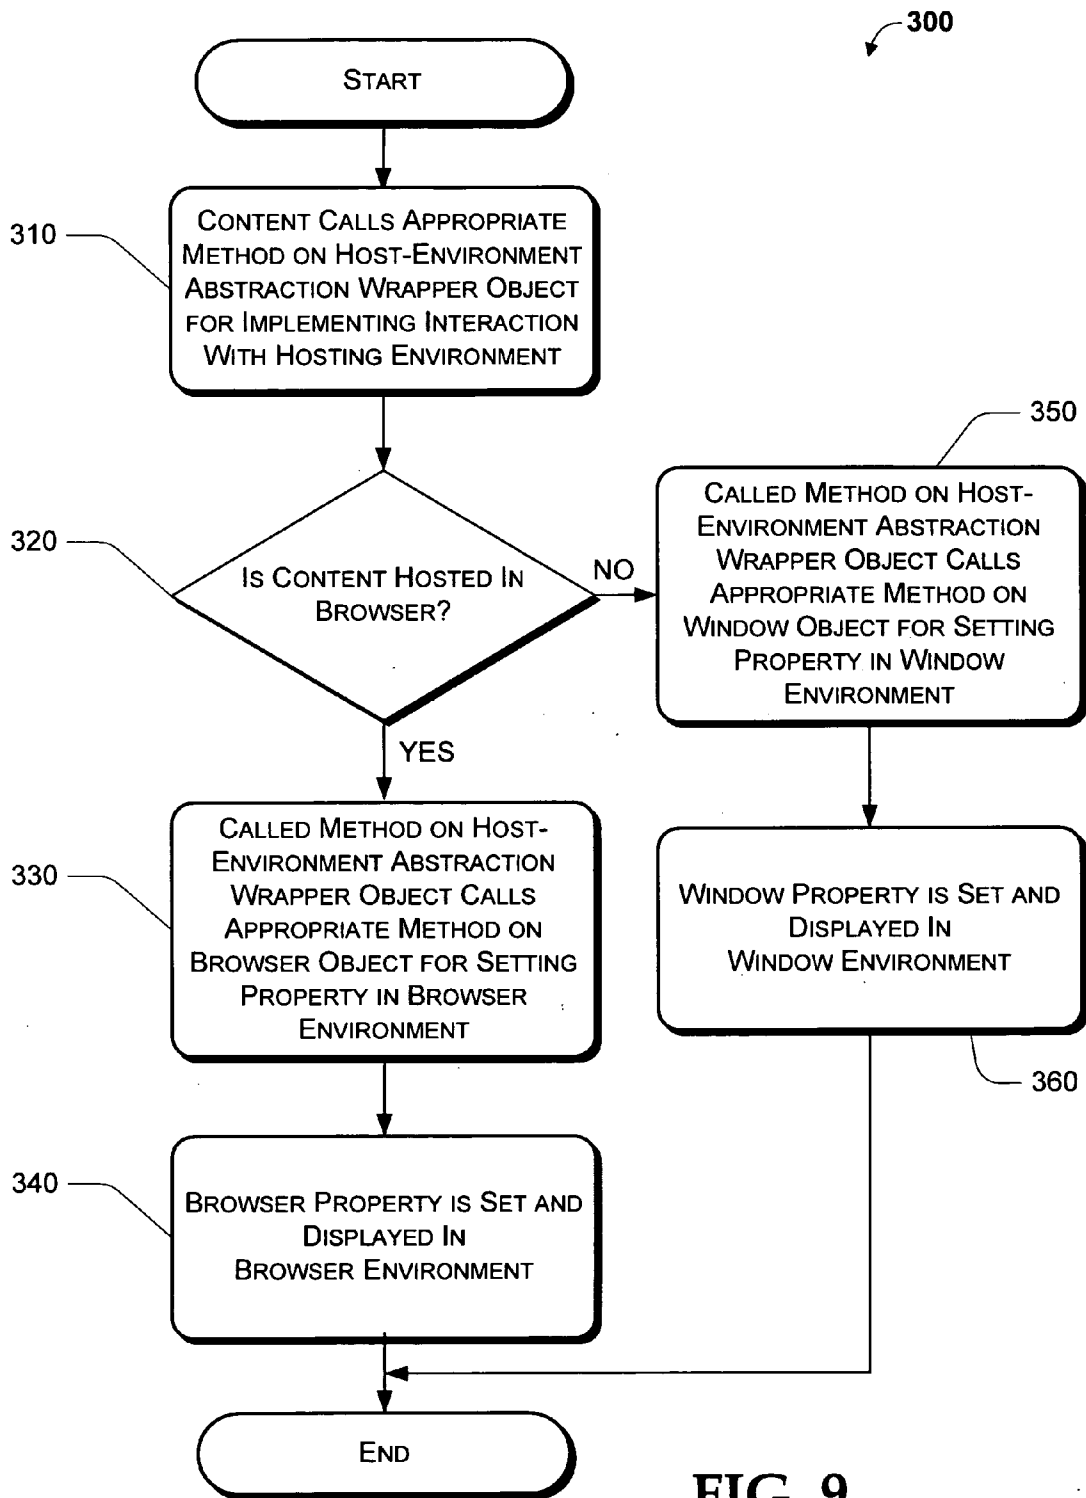 300
START
310
CONTENT CALLS APPROPRIATE
METHOD ON HOST-ENVIRONMENT
ABSTRACTION WRAPPER OBJECT
FOR IMPLEMENTING INTERACTION
WITH HOSTING ENVIRONMENT
320
IS CONTENT HOSTED IN
BROWSER?
NO
YES
350
CALLED METHOD ON HOST-
ENVIRONMENT ABSTRACTION
WRAPPER OBJECT CALLS
APPROPRIATE METHOD ON
WINDOW OBJECT FOR SETTING
PROPERTY IN WINDOW
ENVIRONMENT
330
CALLED METHOD ON HOST-
ENVIRONMENT ABSTRACTION
WRAPPER OBJECT CALLS
APPROPRIATE METHOD ON
BROWSER OBJECT FOR SETTING
PROPERTY IN BROWSER
ENVIRONMENT
WINDOW PROPERTY IS SET AND
DISPLAYED IN
WINDOW ENVIRONMENT
360
340
BROWSER PROPERTY IS SET AND
DISPLAYED IN
BROWSER ENVIRONMENT
END
FIG. 9